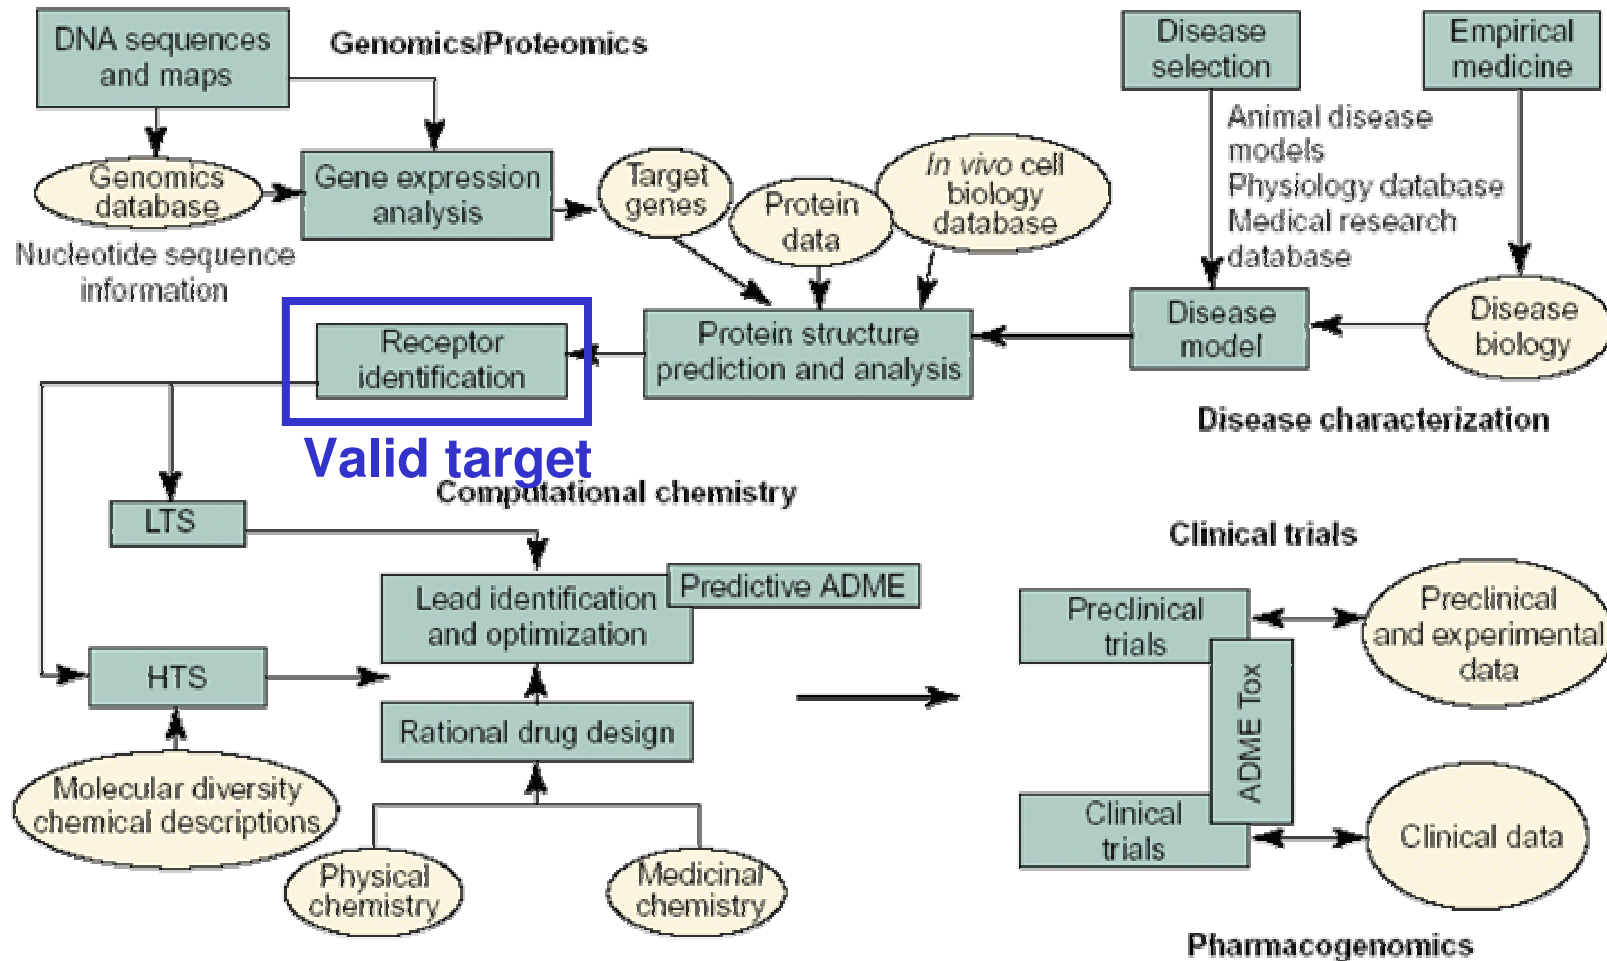 DNA sequences
and maps
Genomics/Proteomics
Disease
selection
Empirical
medicine
Genomics
database
Nucleotide sequence
information
Gene expression
analysis
Target
genes
Protein
data
In vivo cell
biology
database
Animal disease
models
Physiology database
Medical research
database
Receptor
identification
Valid target
Protein structure
prediction and analysis
Disease
model
Disease
biology
Disease characterization
Computational chemistry
LTS
Lead identification
and optimization
Predictive ADME
HTS
Rational drug design
Molecular diversity
chemical descriptions
Physical
chemistry
Medicinal
chemistry
Clinical trials
Preclinical
trials
Preclinical
and experimental
data
ADME Tox
Clinical
trials
Clinical data
Pharmacogenomics